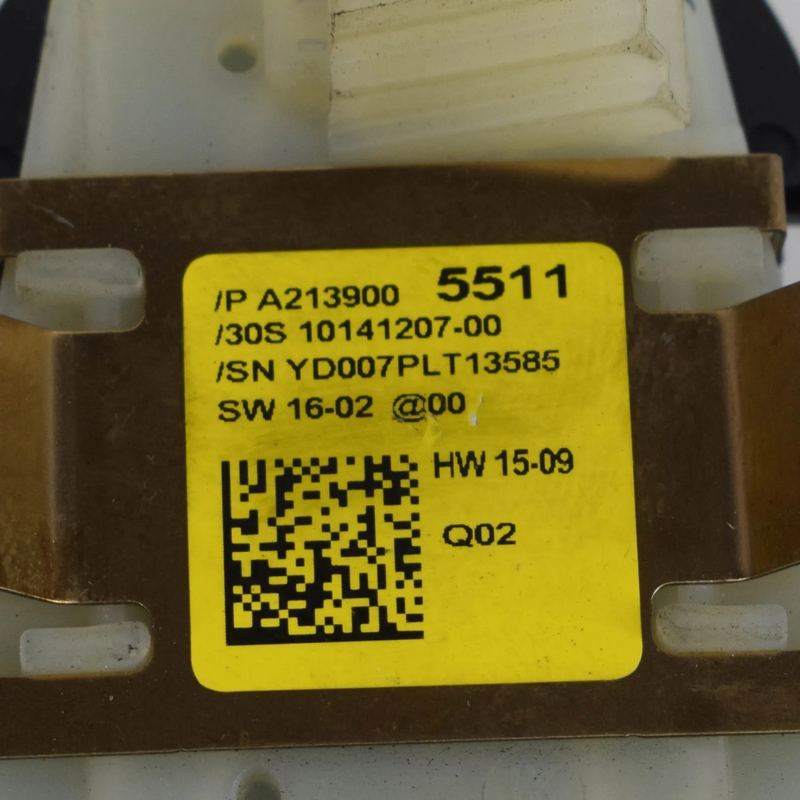 /P A213900 5511
/30S 10141207-00
/SN YD007PLT13585
SW 16-02 @00
HW 15-09
Q02